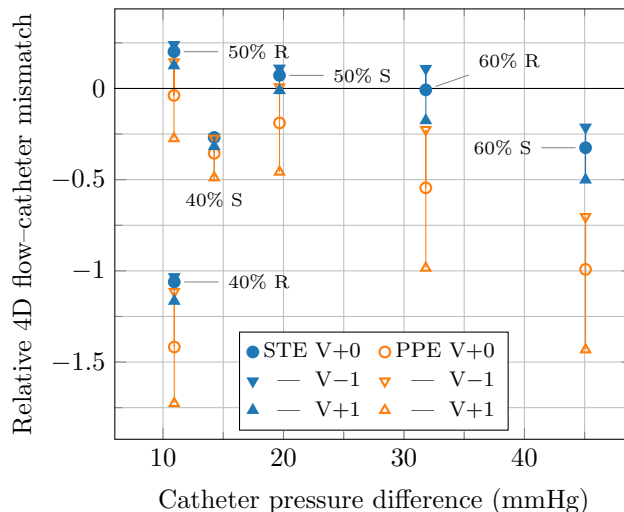 Relative 4D flow–catheter mismatch
0
−0.5
−1
−1.5
50% R
50% S
60% R
60% S
40% S
40% R
STE V+0 PPE V+0
— V−1 — V−1
— V+1 — V+1
10 20 30 40
Catheter pressure difference (mmHg)